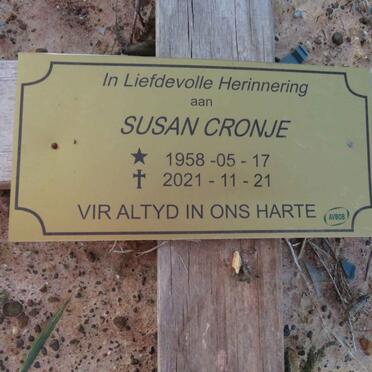 In Liefdevolle Herinnering
aan
SUSAN CRONJE
1958 -05 - 17
2021 - 11 - 21
VIR ALTYD IN ONS HARTE
AVBOB